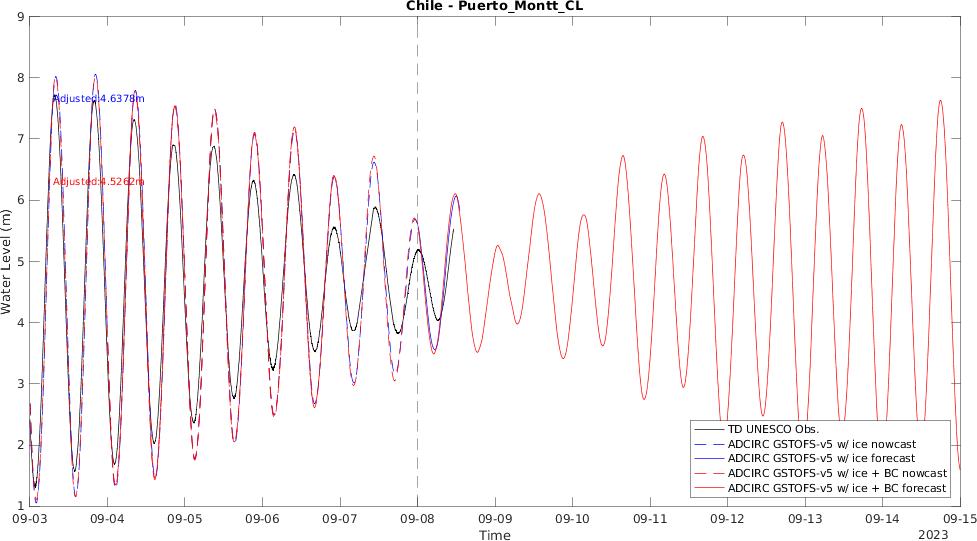 Chile - Puerto_Montt_CL
9
8
7
6
5
4
3
2
1
Water Level (m)
Adjusted:4.6378m
Adjusted:4.5262m
TD UNESCO Obs.
ADCIRC GSTOFS-v5 w/ ice nowcast
ADCIRC GSTOFS-v5 w/ ice forecast
ADCIRC GSTOFS-v5 w/ ice + BC nowcast
ADCIRC GSTOFS-v5 w/ ice + BC forecast
09-03 09-04 09-05 09-06 09-07 09-08 09-09 09-10 09-11 09-12 09-13 09-14 09-15
Time
2023